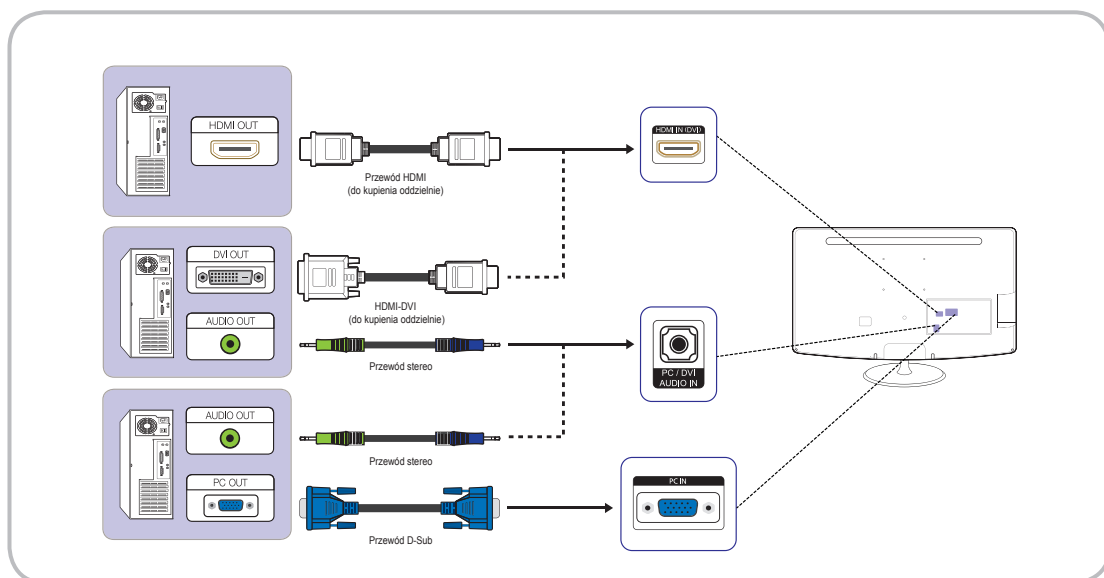 HDMI OUT
Przewód HDMI
(do kupienia oddzielnie)
HDMI IN (DVI)
DVI OUT
HDMI-DVI
(do kupienia oddzielnie)
AUDIO OUT
Przewód stereo
PC / DVI
AUDIO IN
AUDIO OUT
Przewód stereo
PC OUT
Przewód D-Sub
PC IN